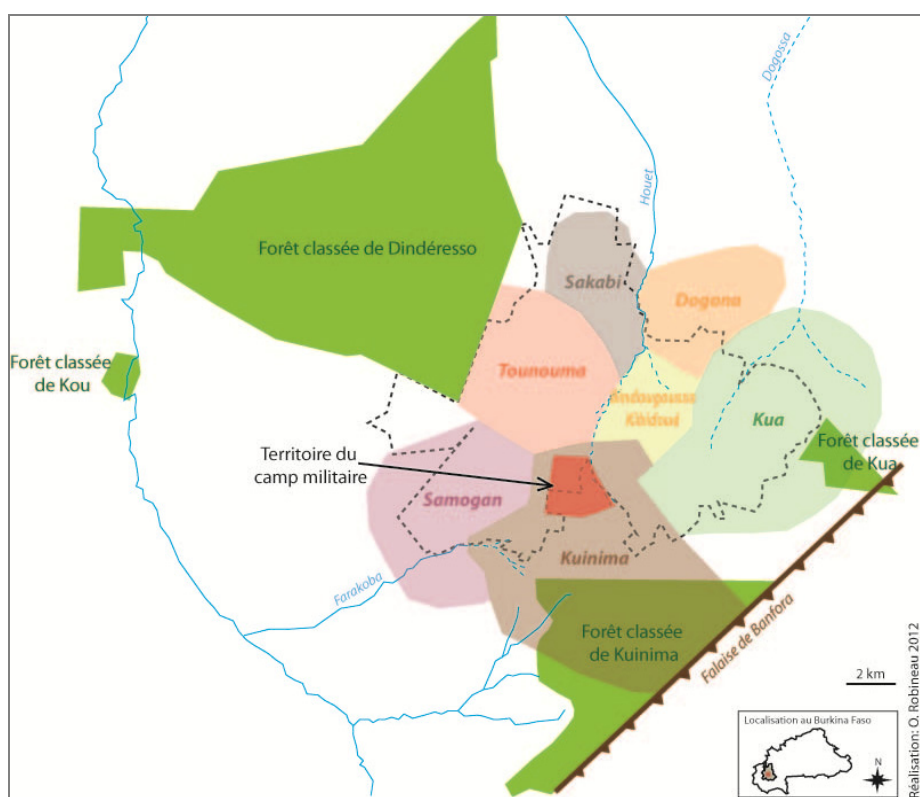 Dogossa
Houet
Forêt classée de Dindéresso
Sakabi
Dogona
Forêt classée
de Kou
Tounouma
Kua
Forêt classée
de Kua
Territoire du
camp militaire
Samogan
Kuinima
Farakoba
Forêt classée
de Kuinima
Falaise de Banfora
2 km
Localisation au Burkina Faso
N
Réalisation: O. Robineau 2012